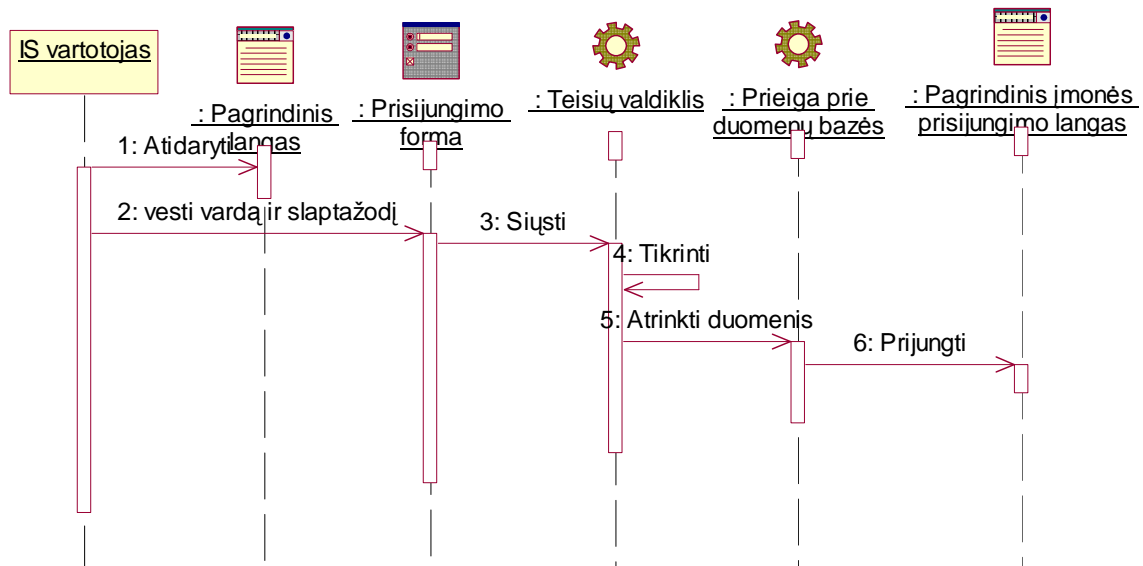 IS vartotojas
: Pagrindinis
langas
: Prisijungimo
forma
: Teisių valdiklis
: Prieiga prie
duomenų bazės
: Pagrindinis įmonės
prisijungimo langas
1: Atidaryti
2: vesti vardą ir slaptažodį
3: Siųsti
4: Tikrinti
5: Atrinkti duomenis
6: Prijungti